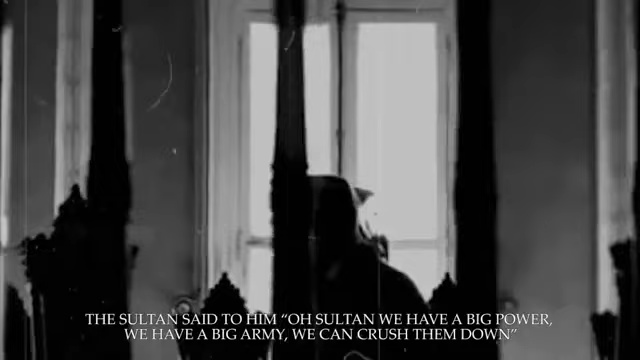 THE SULTAN SAID TO HIM “OH SULTAN WE HAVE A BIG POWER,
WE HAVE A BIG ARMY, WE CAN CRUSH THEM DOWN”